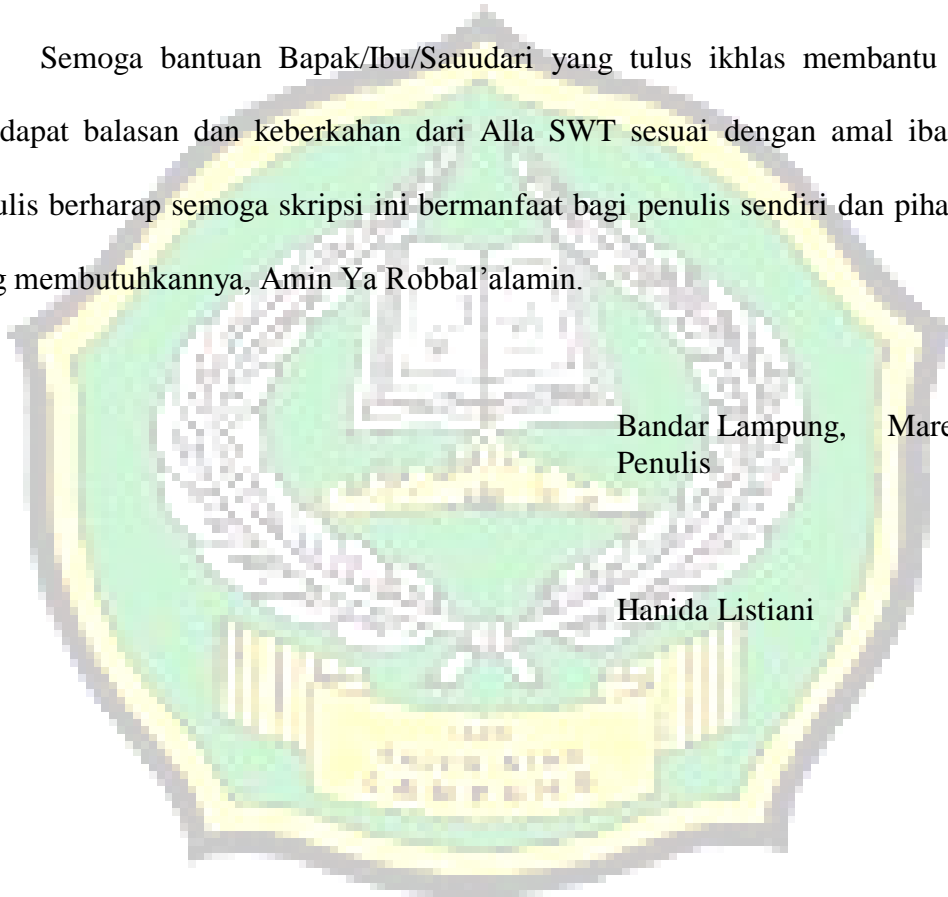 Semoga bantuan Bapak/Ibu/Sauudari yang tulus ikhlas membantu
dapat balasan dan keberkahan dari Alla SWT sesuai dengan amal iba
ulis berharap semoga skripsi ini bermanfaat bagi penulis sendiri dan piha
g membutuhkannya, Amin Ya Robbal’alamin.
Bandar Lampung, Mare
Penulis
Hanida Listiani
LAMPUNG